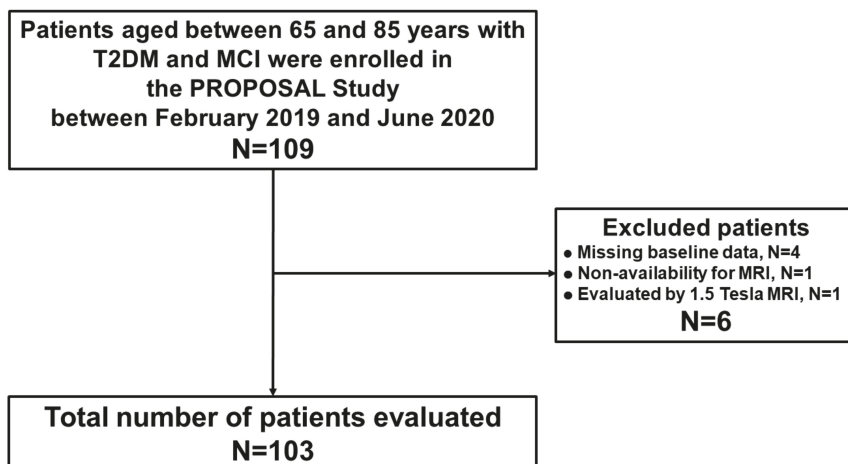 Patients aged between 65 and 85 years with
T2DM and MCI were enrolled in
the PROPOSAL Study
between February 2019 and June 2020
N=109
Excluded patients
● Missing baseline data, N=4
● Non-availability for MRI, N=1
● Evaluated by 1.5 Tesla MRI, N=1
N=6
Total number of patients evaluated
N=103